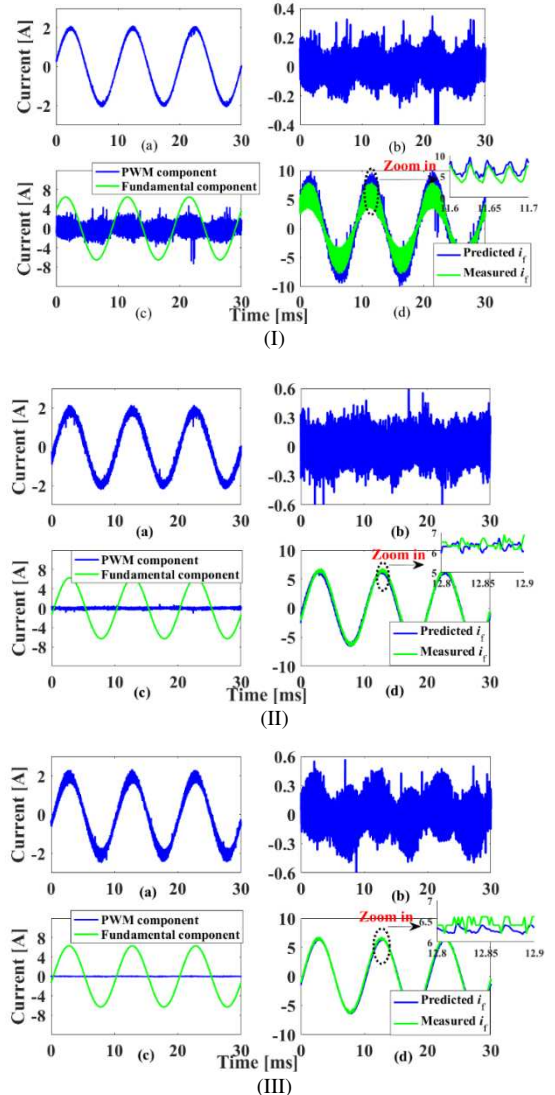 Current [A]
2
0
-2
0 10 20 30
(a)
0.4
0.2
0
-0.2
-0.4
0 10 20 30
(b)
Current [A]
8
4
0
-4
-8
PWM component
Fundamental component
0 10 20 30
(c)
10
5
0
-5
-10
Zoom in
10
5
0
11.6 11.65 11.7
Predicted if
Measured if
0 10 20 30
(d)
Time [ms]
(I)
Current [A]
2
0
-2
0 10 20 30
(a)
0.6
0.3
0
-0.3
-0.6
0 10 20 30
(b)
Current [A]
8
4
0
-4
-8
PWM component
Fundamental component
0 10 20 30
(c)
10
5
0
-5
-10
Zoom in
7
6
5
12.8 12.85 12.9
Predicted if
Measured if
0 10 20 30
(d)
Time [ms]
(II)
Current [A]
2
0
-2
0 10 20 30
(a)
0.6
0.3
0
-0.3
-0.6
0 10 20 30
(b)
Current [A]
8
4
0
-4
-8
PWM component
Fundamental component
0 10 20 30
(c)
10
5
0
-5
-10
Zoom in
7
6.5
6
12.8 12.85 12.9
Predicted if
Measured if
0 10 20 30
(d)
Time [ms]
(III)